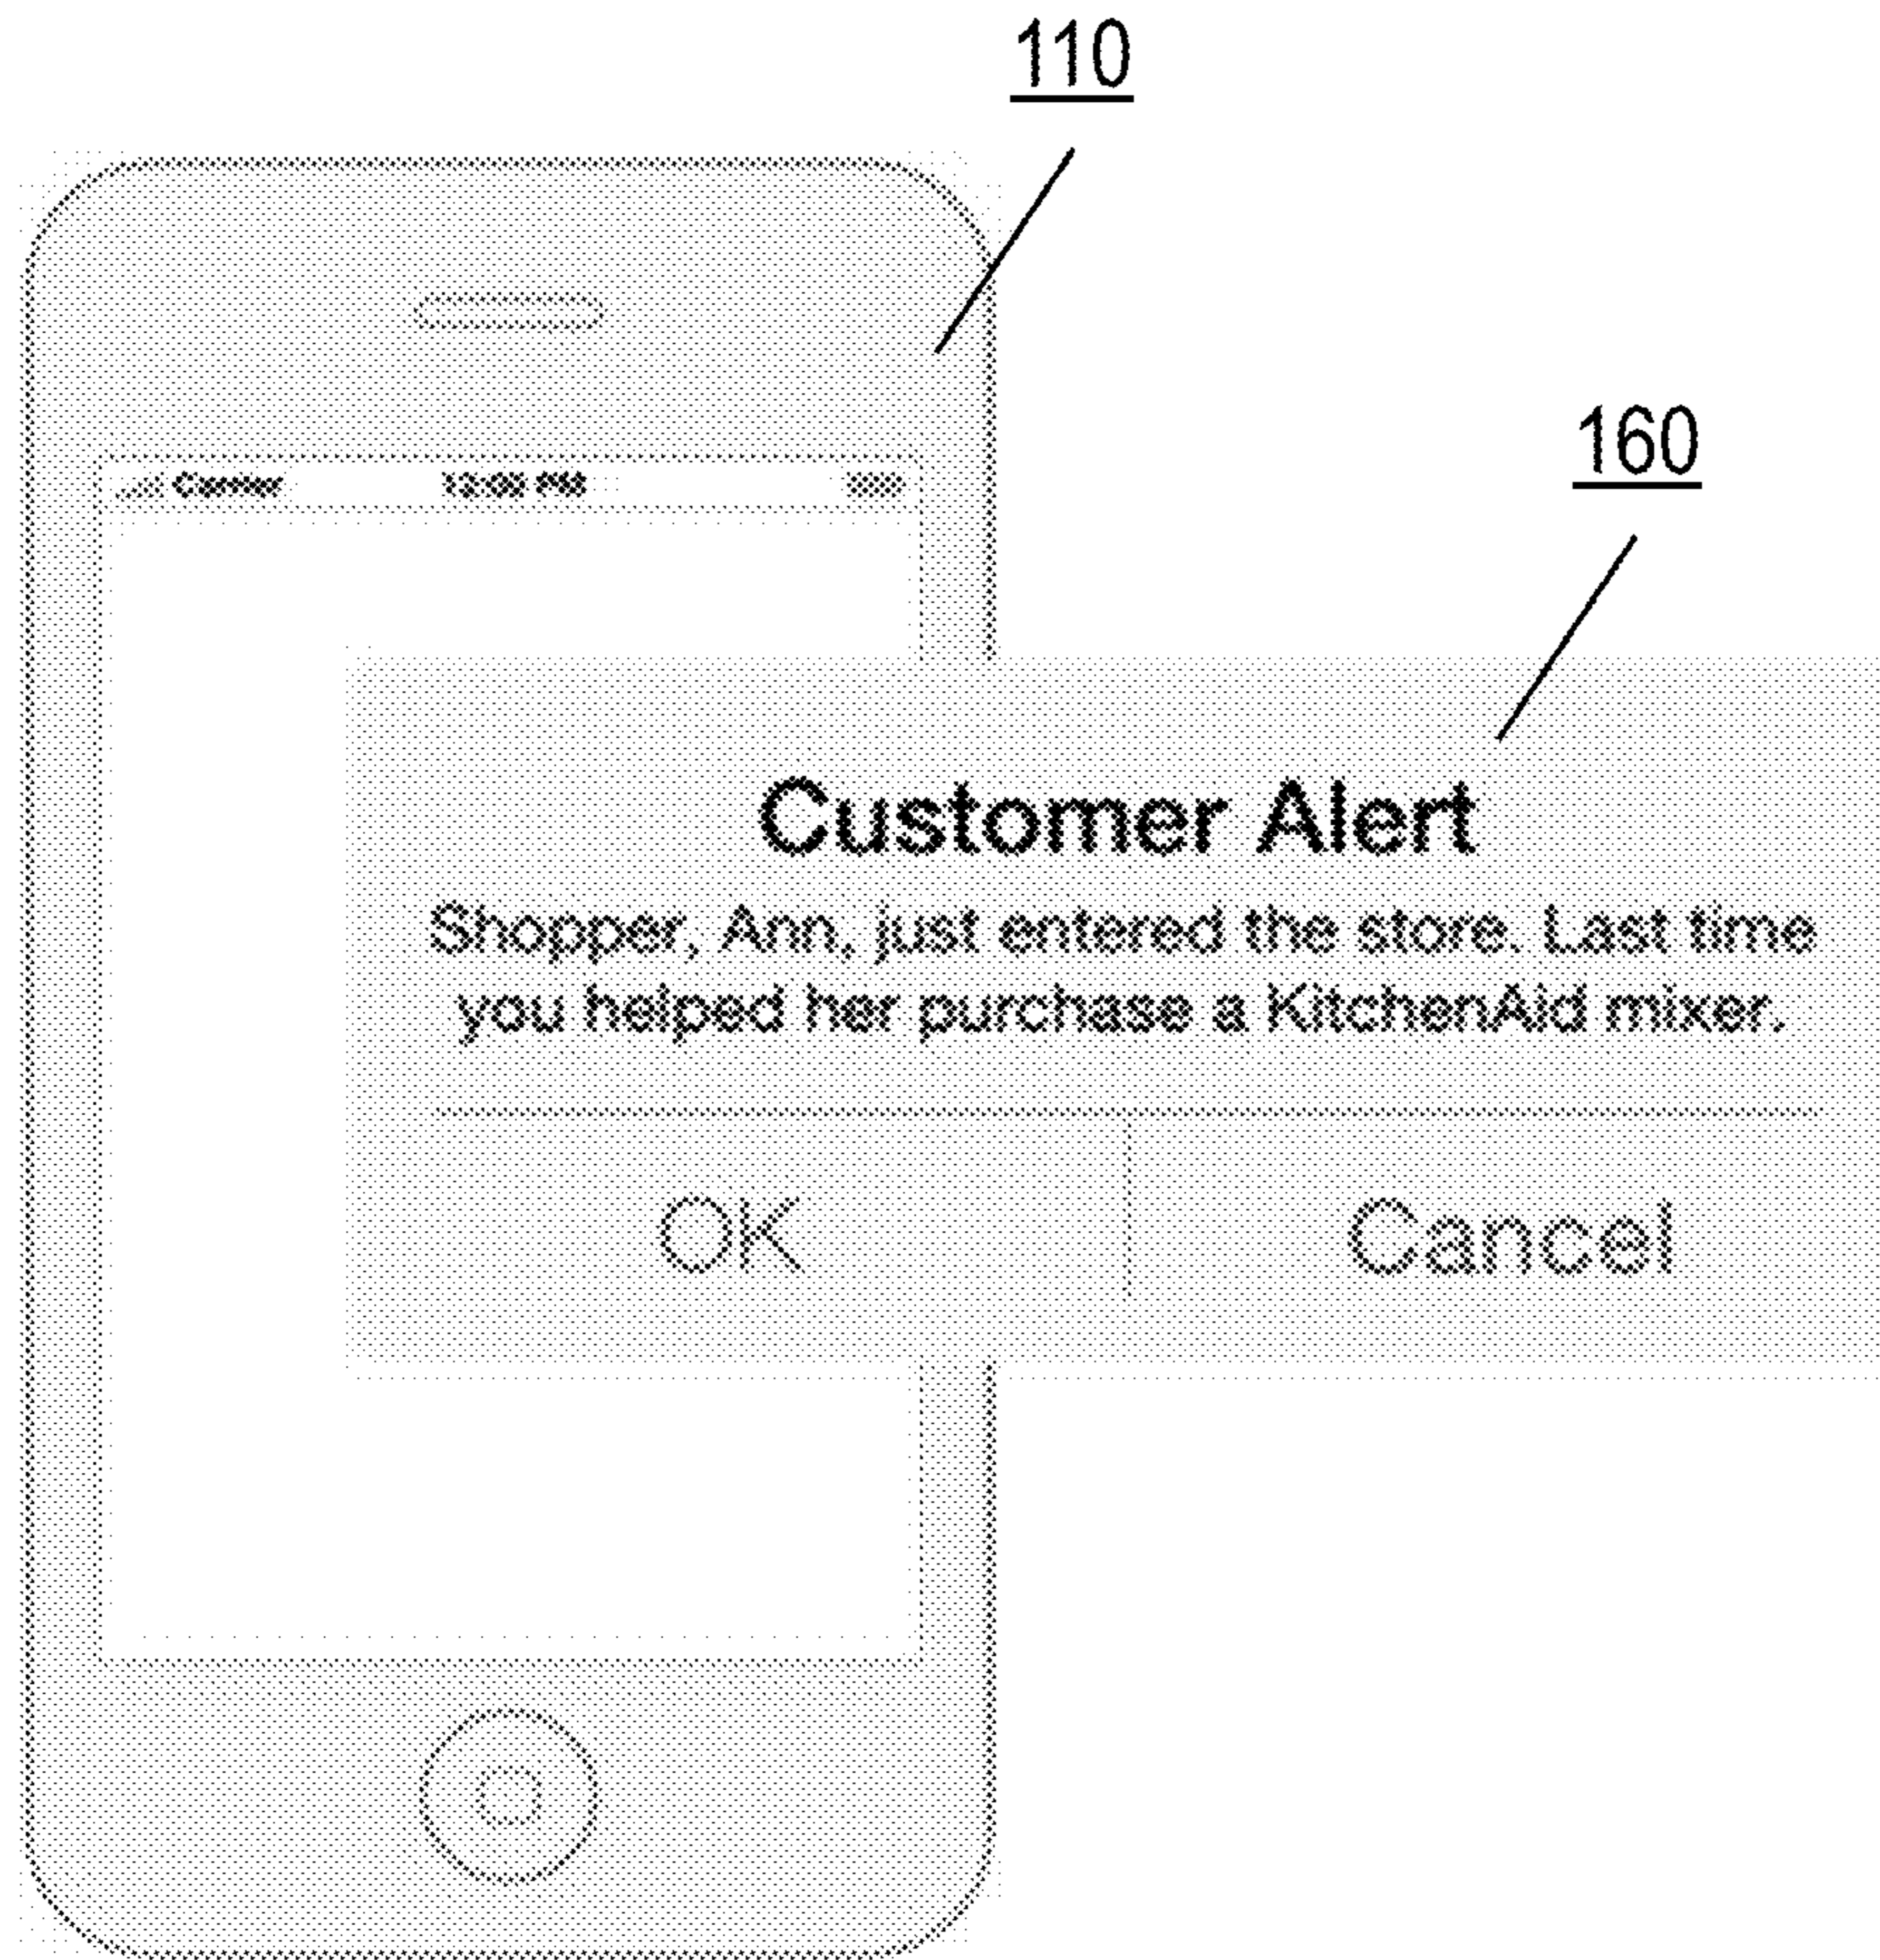 110
160
Carrier
Customer Alert
Shopper, Ann, just entered the store. Last time
you helped her purchase a KitchenAid mixer.
OK
Cancel